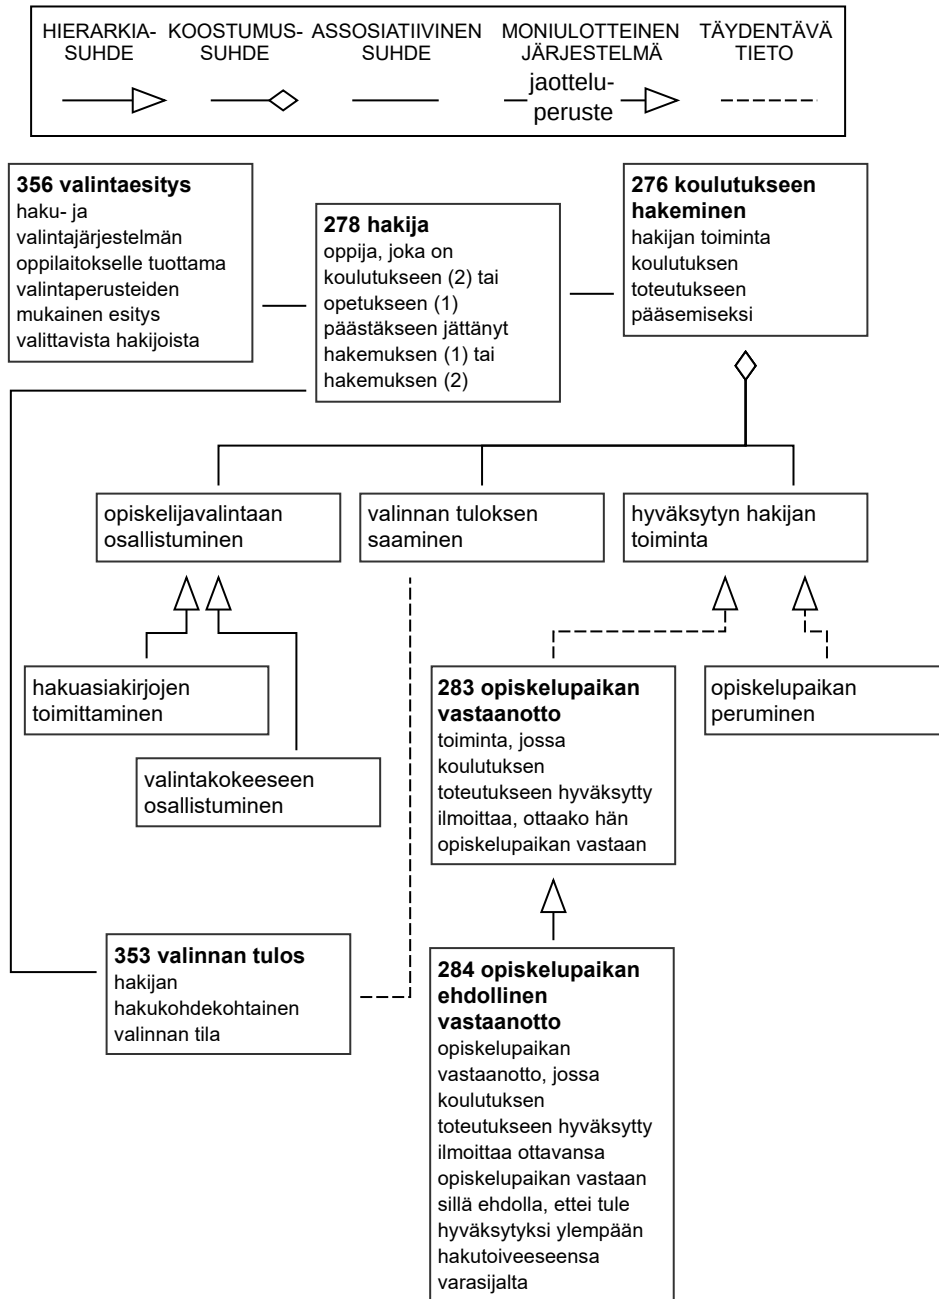 HIERARKIA-
SUHDE
KOOSTUMUS-
SUHDE
ASSOSIATIIVINEN
SUHDE
MONIULOTTEINEN
JÄRJESTELMÄ
jaottelu-
peruste
TÄYDENTÄVÄ
TIETO
356 valintaesitys
haku- ja
valintajärjestelmän
oppilaitokselle tuottama
valintaperusteiden
mukainen esitys
valittavista hakijoista
278 hakija
oppija, joka on
koulutukseen (2) tai
opetukseen (1)
päästäkseen jättänyt
hakemuksen (1) tai
hakemuksen (2)
276 koulutukseen
hakeminen
hakijan toiminta
koulutuksen
toteutukseen
pääsemiseksi
opiskelijavalintaan
osallistuminen
valinnan tuloksen
saaminen
hyväksytyn hakijan
toiminta
hakuasiakirjojen
toimittaminen
valintakokeeseen
osallistuminen
283 opiskelupaikan
vastaanotto
toiminta, jossa
koulutuksen
toteutukseen hyväksytty
ilmoittaa, ottaako hän
opiskelupaikan vastaan
opiskelupaikan
peruminen
353 valinnan tulos
hakijan
hakukohdekohtainen
valinnan tila
284 opiskelupaikan
ehdollinen
vastaanotto
opiskelupaikan
vastaanotto, jossa
koulutuksen
toteutukseen hyväksytty
ilmoittaa ottavansa
opiskelupaikan vastaan
sillä ehdolla, ettei tule
hyväksytyksi ylempään
hakutoiveeseensa
varasijalta